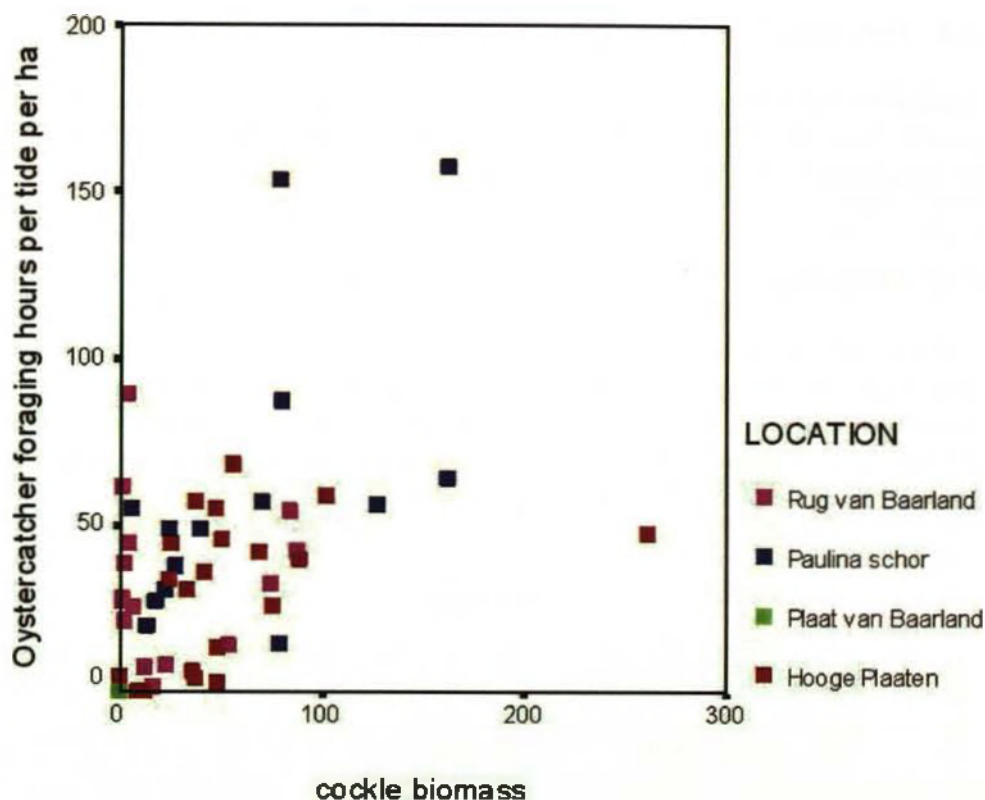 Oystercatcher foraging hours per tide per ha
200
150
100
50
0
0
100
200
300
cockle biomass
LOCATION
Rug van Baarland
Paulina schor
Plaat van Baarland
Hooge Plaaten